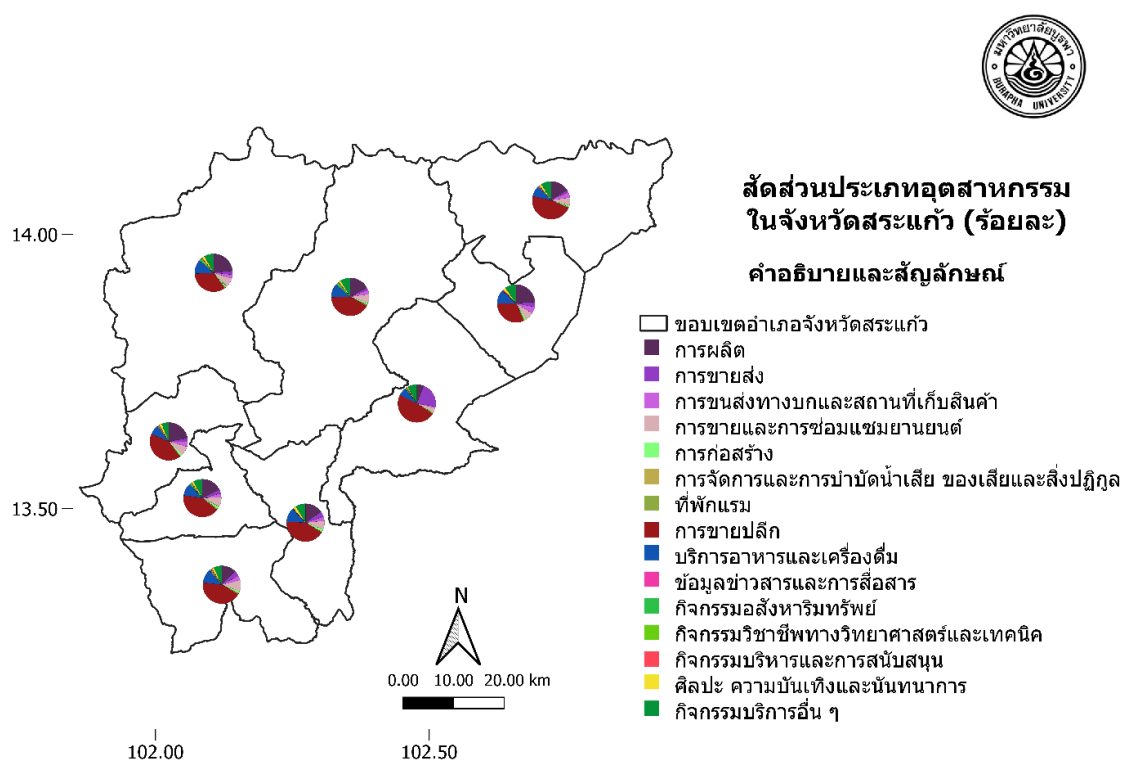 มหาวิทยาลัยบูรพา
BURAPHA UNIVERSITY
สัดส่วนประเภทอุตสาหกรรม
ในจังหวัดสระแก้ว (ร้อยละ)
คำอธิบายและสัญลักษณ์
ขอบเขตอำเภอจังหวัดสระแก้ว
การผลิต
การขายส่ง
การขนส่งทางบกและสถานที่เก็บสินค้า
การขายและการซ่อมแซมยานยนต์
การก่อสร้าง
การจัดการและการบำบัดน้ำเสีย ของเสียและสิ่งปฏิกูล
ที่พักแรม
การขายปลีก
บริการอาหารและเครื่องดื่ม
ข้อมูลข่าวสารและการสื่อสาร
กิจกรรมอสังหาริมทรัพย์
กิจกรรมวิชาชีพทางวิทยาศาสตร์และเทคนิค
กิจกรรมบริหารและการสนับสนุน
ศิลปะ ความบันเทิงและนันทนาการ
กิจกรรมบริการอื่น ๆ
14.00
13.50
N
0.00 10.00 20.00 km
102.00 102.50